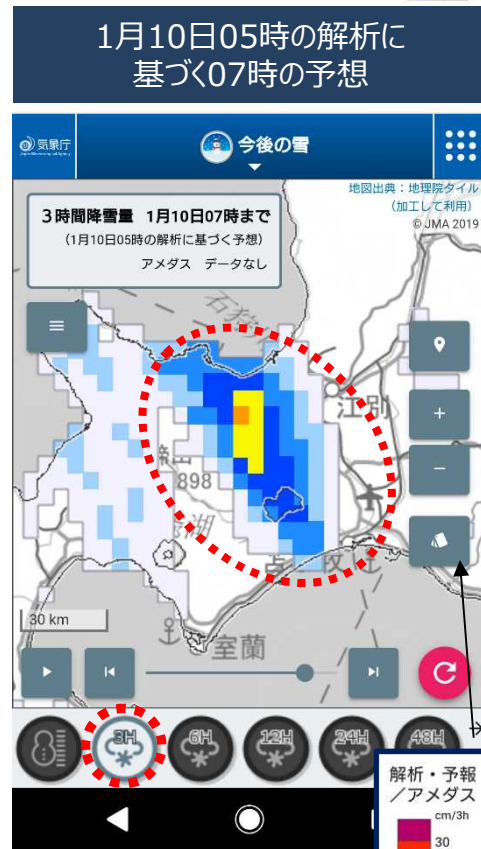 1月10日05時の解析に
基づく07時の予想
気象庁
今後の雪
地図出典：地理院タイル
（加工して利用）
© JMA 2019
3時間降雪量 1月10日07時まで
（1月10日05時の解析に基づく予想）
アメダス データなし
石狩
江別
898
湖
苫
牧
30 km
室蘭
3H
6H
12H
24H
48H
解析・予報
／アメダス
cm/3h
30